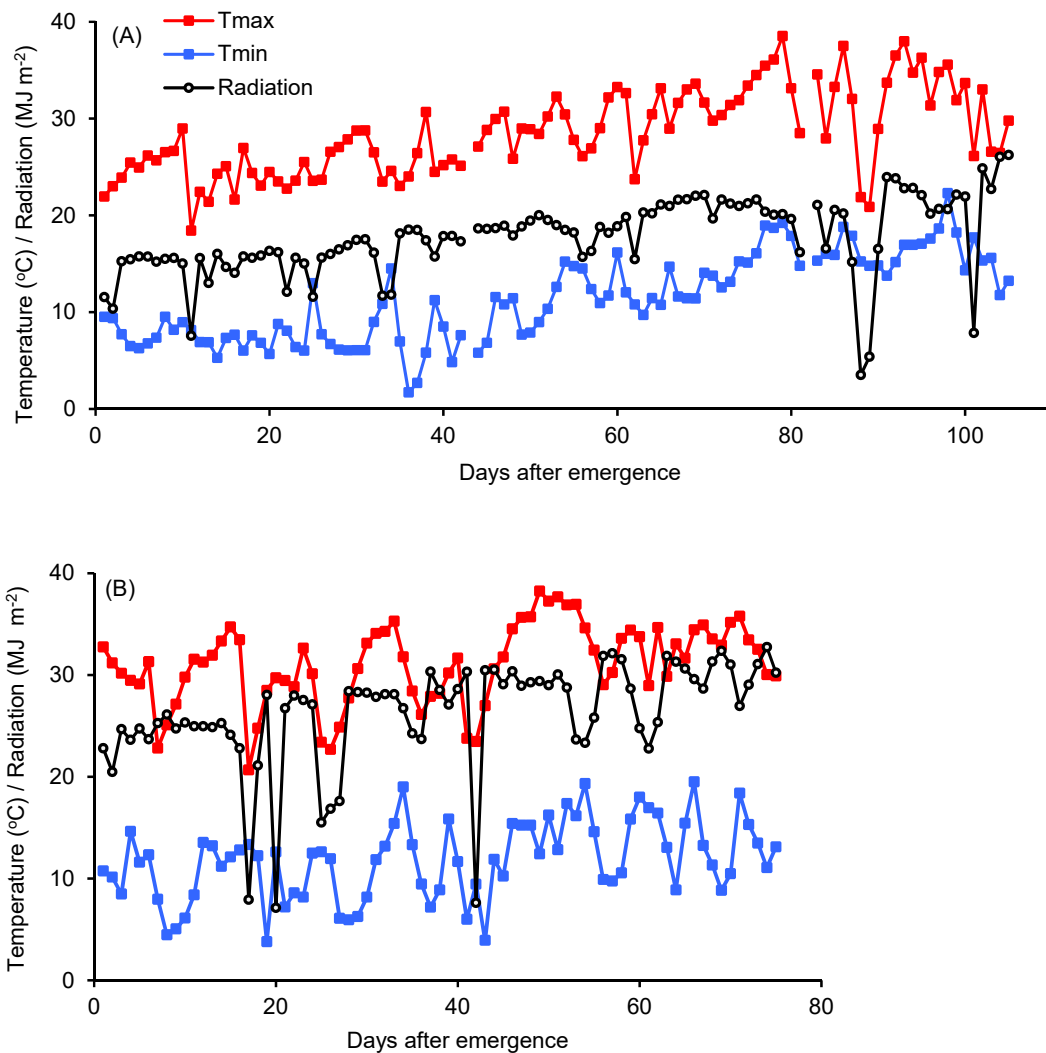 (A)
Tmax
Tmin
Radiation
Temperature (°C) / Radiation (MJ m⁻²)
40
30
20
10
0
0 20 40 60 80 100
Days after emergence
(B)
Temperature (°C) / Radiation (MJ m⁻²)
40
30
20
10
0
0 20 40 60 80
Days after emergence